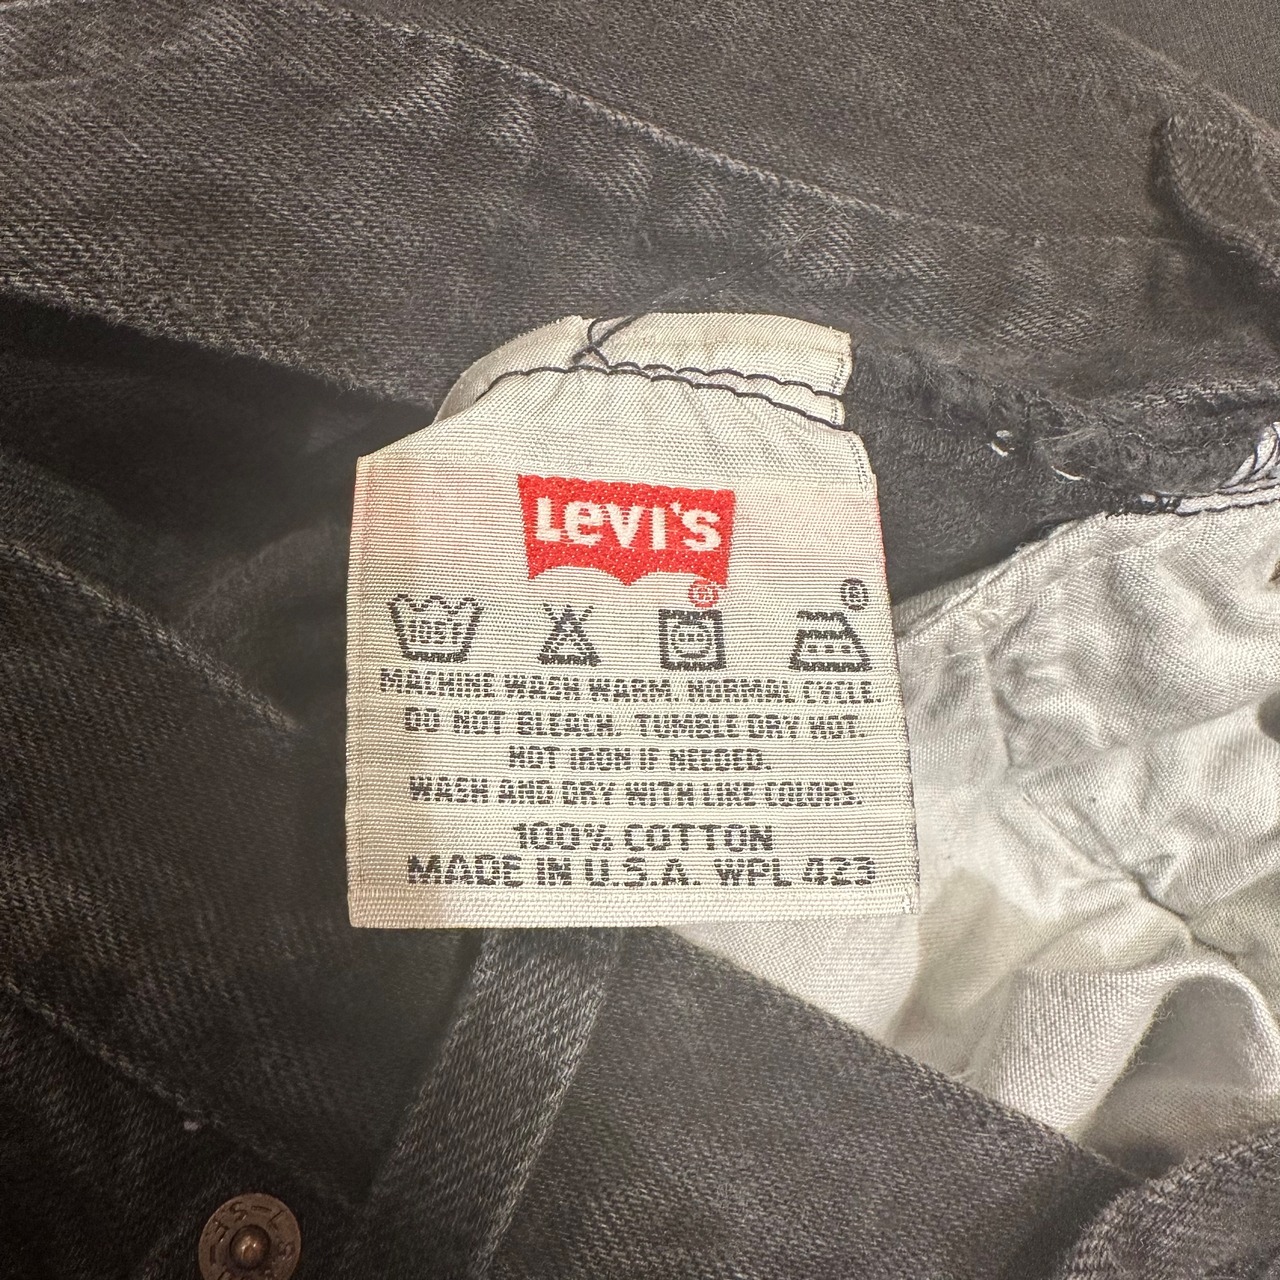 LEVI'S
®
®
105°
MACHINE WASH WARM. NORMAL CYCLE.
DO NOT BLEACH. TUMBLE DRY HOT.
HOT IRON IF NEEDED.
WASH AND DRY WITH LIKE COLORS.
100% COTTON
MADE IN U.S.A. WPL 423